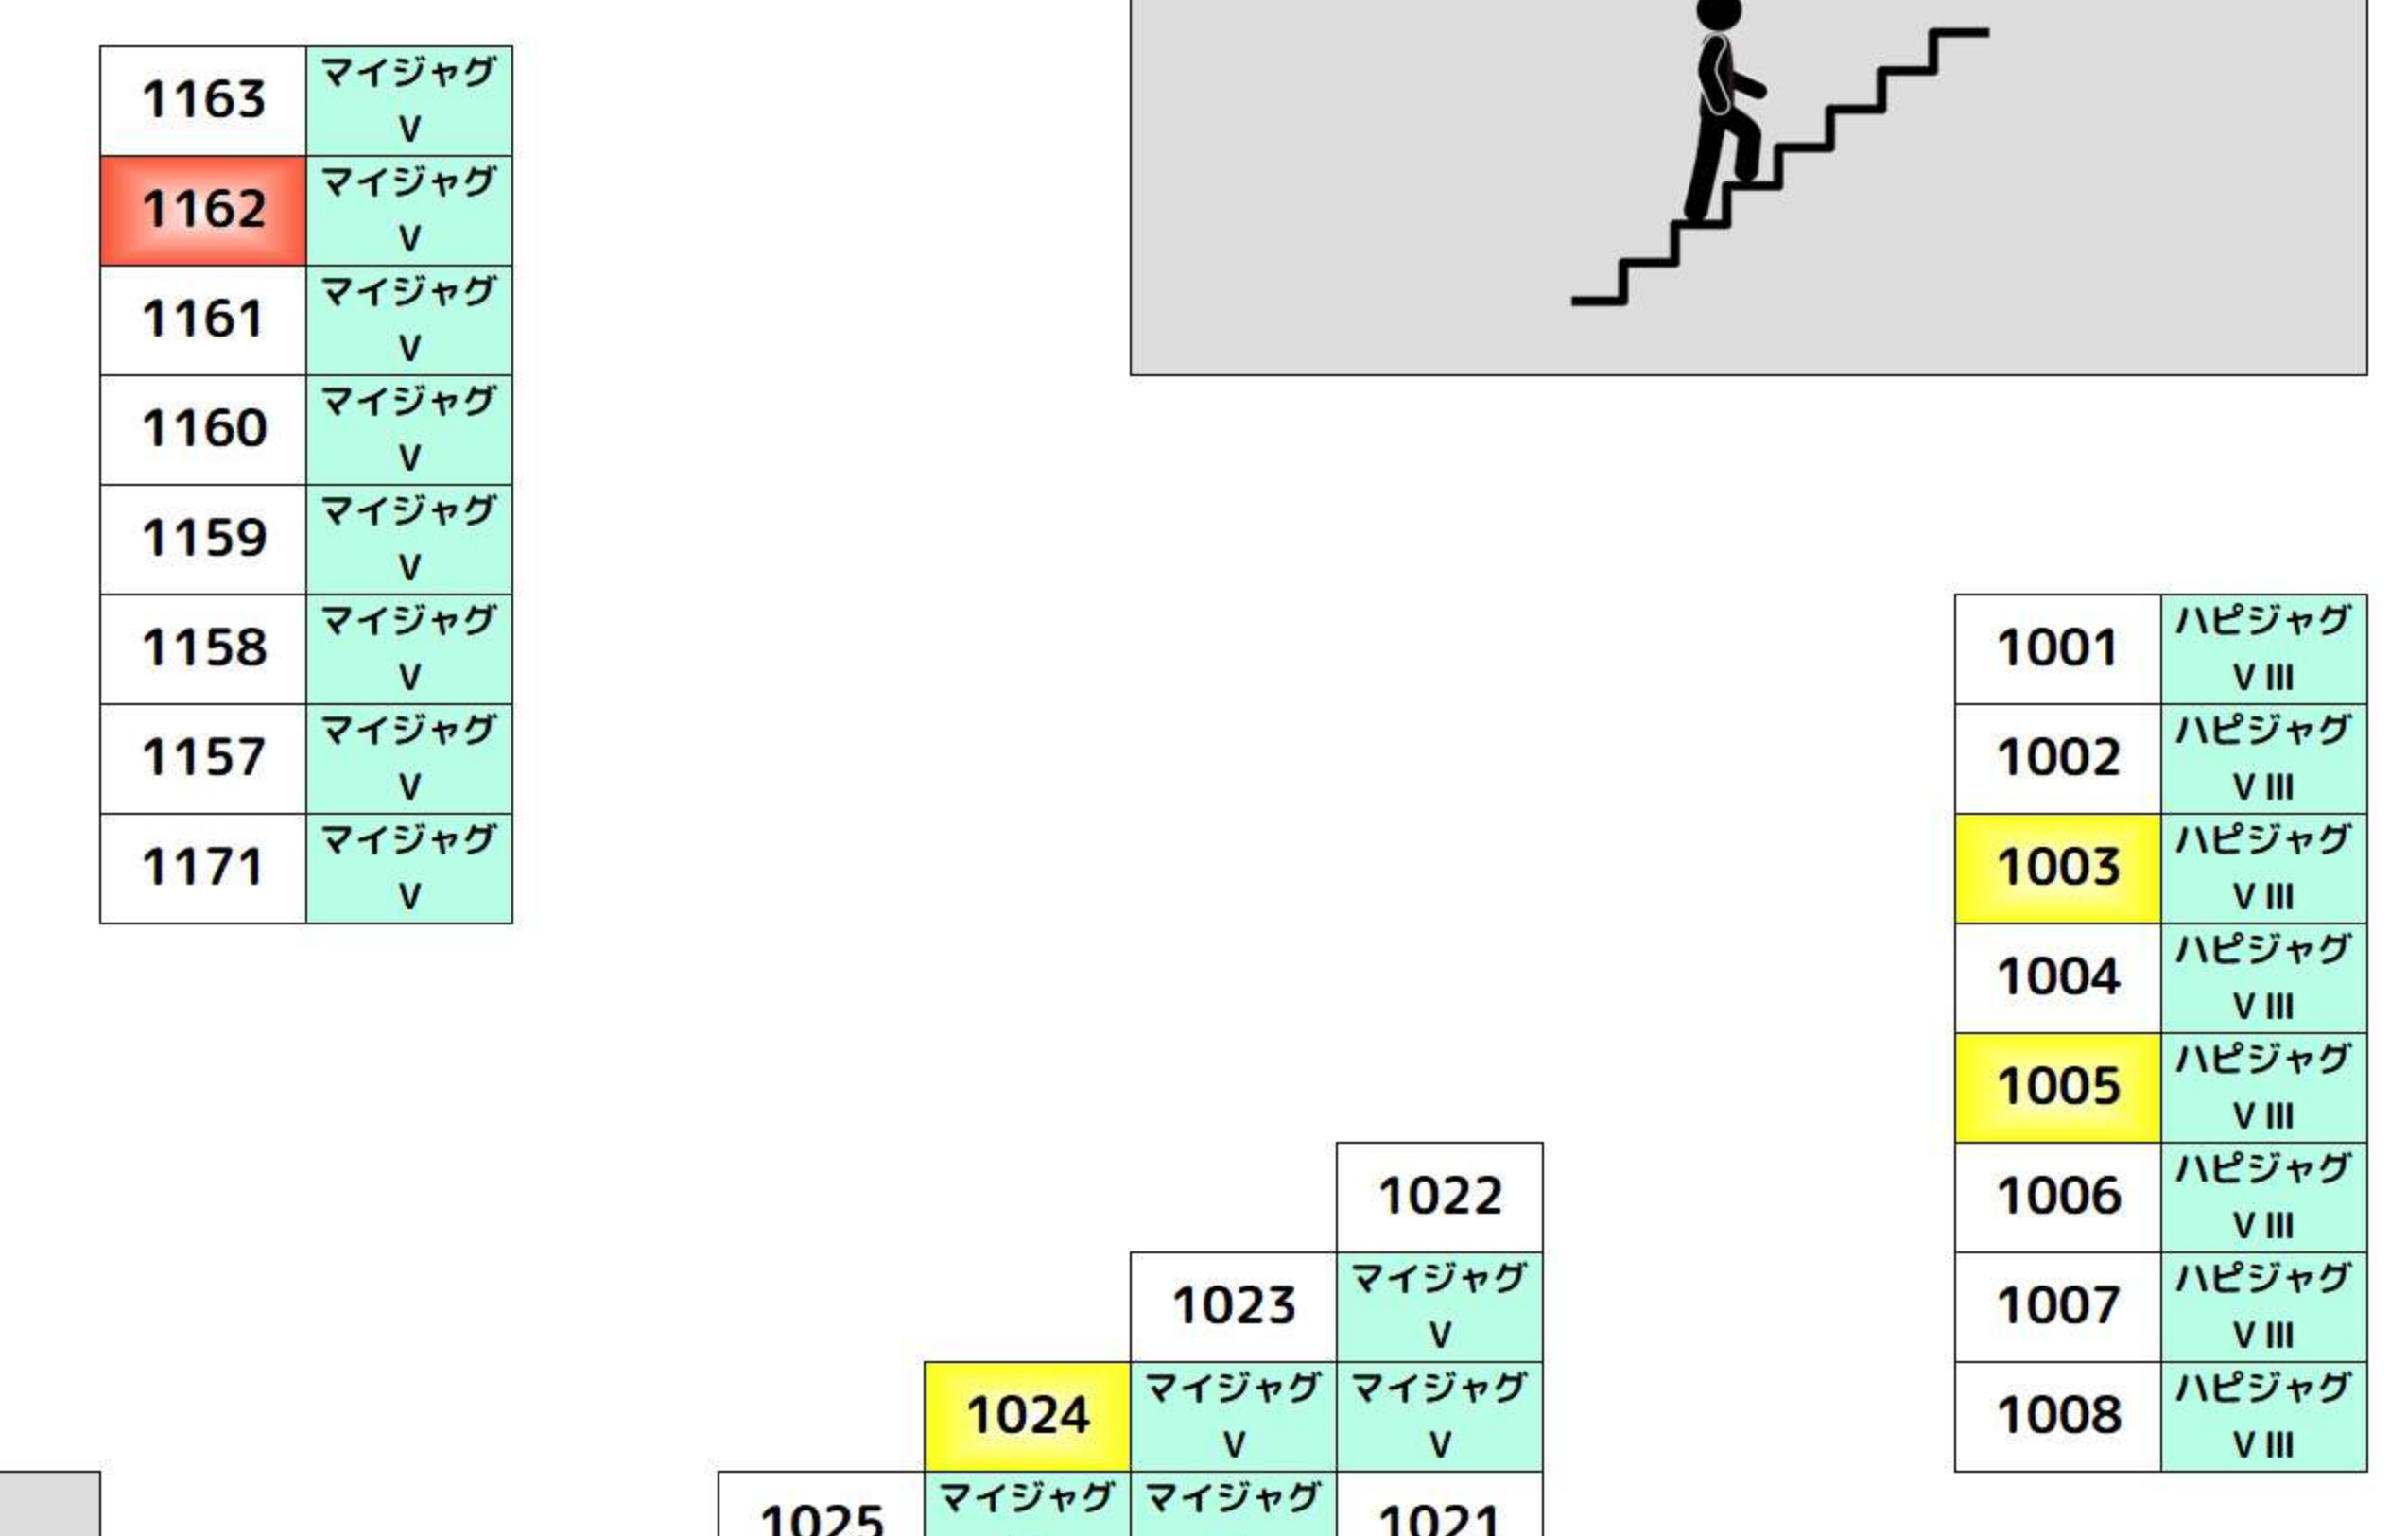 1163 マイジャグ
V
1162 マイジャグ
V
1161 マイジャグ
V
1160 マイジャグ
V
1159 マイジャグ
V
1158 マイジャグ
V
1157 マイジャグ
V
1171 マイジャグ
V
1001 ハピジャグ
V III
1002 ハピジャグ
V III
1003 ハピジャグ
V III
1004 ハピジャグ
V III
1005 ハピジャグ
V III
1006 ハピジャグ
V III
1007 ハピジャグ
V III
1008 ハピジャグ
V III
1022
1023 マイジャグ
V
1024 マイジャグ マイジャグ
V V
1025 マイジャグ マイジャグ 1021